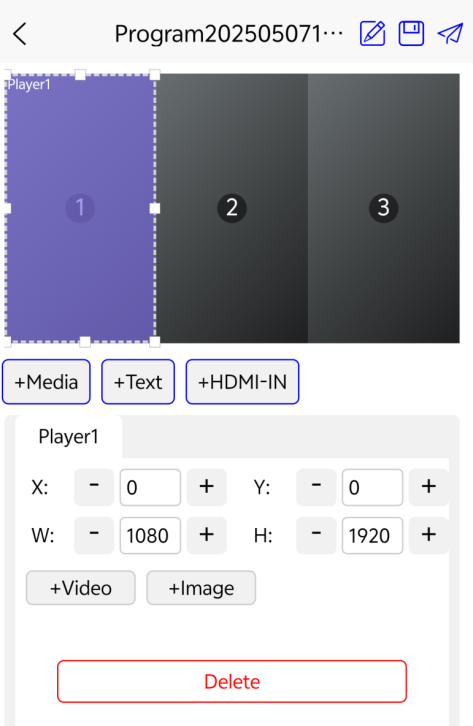 Program202505071···
Player1
1 2 3
+Media +Text +HDMI-IN
Player1
X: - 0 + Y: - 0 +
W: - 1080 + H: - 1920 +
+Video +Image
Delete